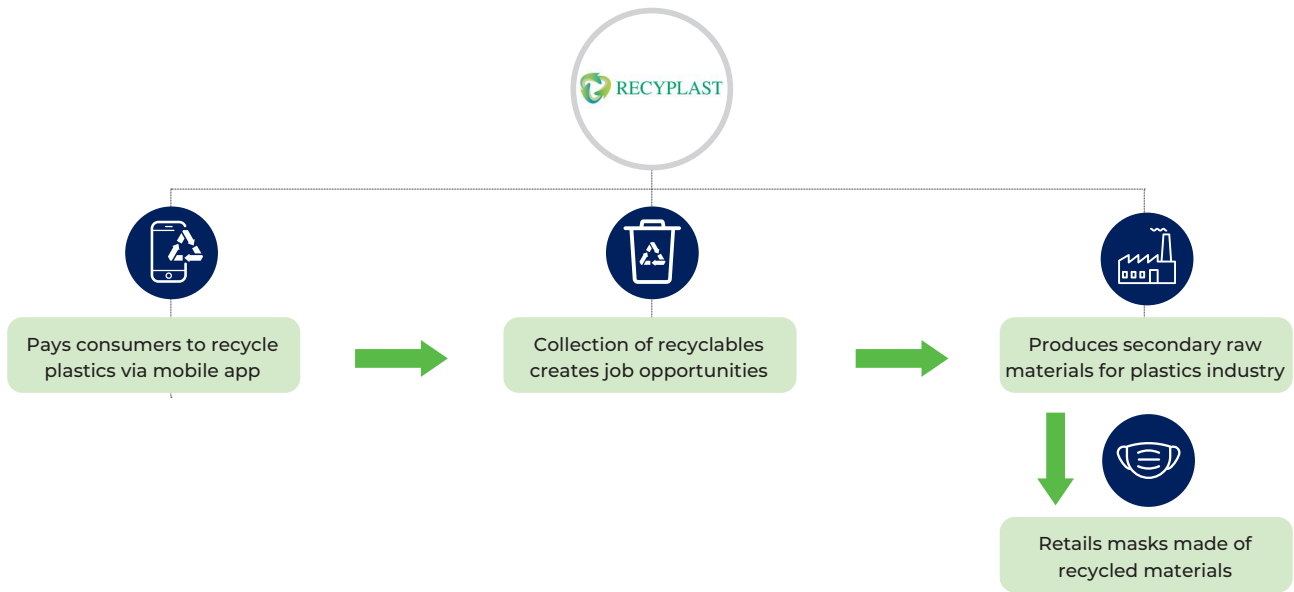 RECYPLAST
Pays consumers to recycle
plastics via mobile app
Collection of recyclables
creates job opportunities
Produces secondary raw
materials for plastics industry
Retails masks made of
recycled materials